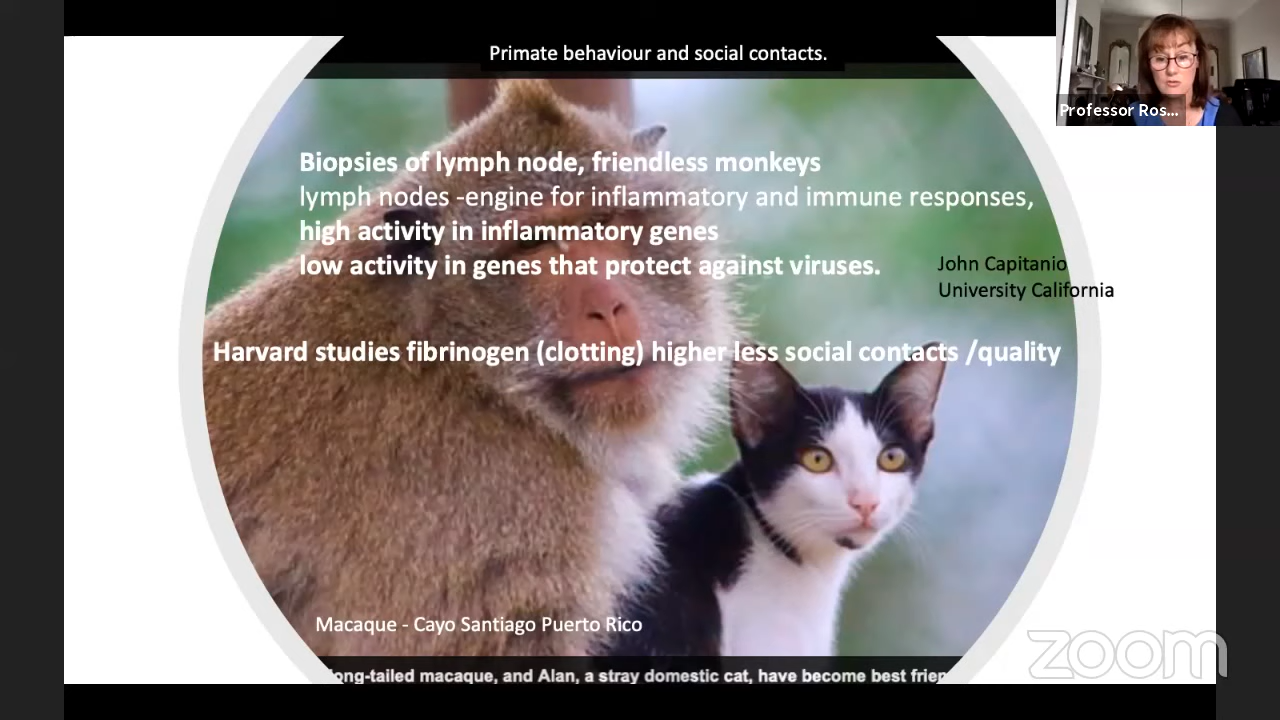 Primate behaviour and social contacts.
Professor Ros...
Biopsies of lymph node, friendless monkeys
lymph nodes -engine for inflammatory and immune responses,
high activity in inflammatory genes
low activity in genes that protect against viruses.
John Capitanio
University California
Harvard studies fibrinogen (clotting) higher less social contacts /quality
Macaque - Cayo Santiago Puerto Rico
zoom
ong-tailed macaque, and Alan, a stray domestic cat, have become best frien